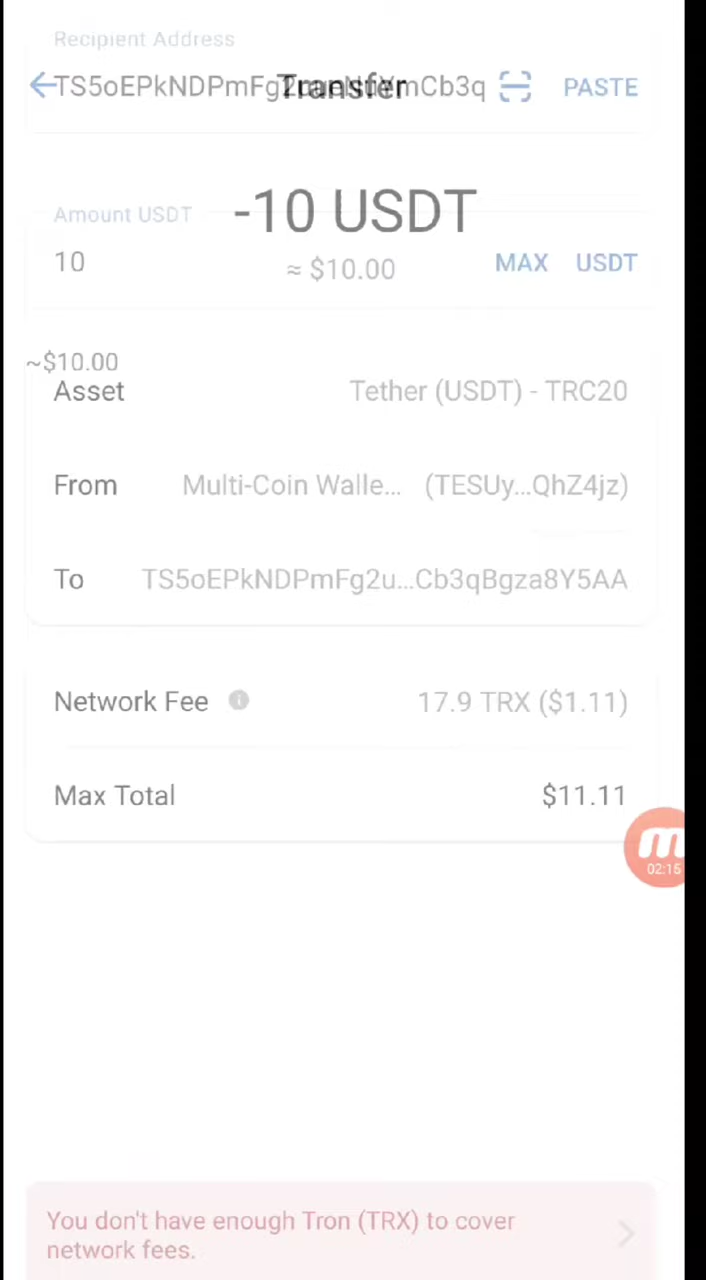 Recipient Address
Transfer
PASTE
Amount USDT
-10 USDT
10
≈ $10.00
MAX USDT
~$10.00
Asset Tether (USDT) - TRC20
From Multi-Coin Walle... (TESUy...QhZ4jz)
To TS5oEPkNDPmFg2u...Cb3qBgza8Y5AA
Network Fee i 17.9 TRX ($1.11)
Max Total $11.11
m
02:15
You don't have enough Tron (TRX) to cover
network fees.